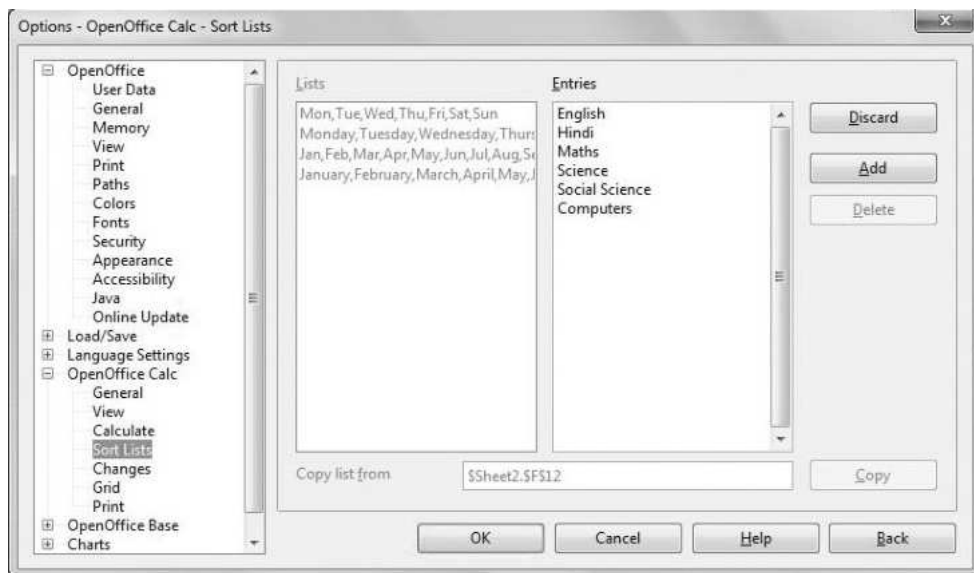 Options - OpenOffice Calc - Sort Lists
x
OpenOffice
User Data
General
Memory
View
Print
Paths
Colors
Fonts
Security
Appearance
Accessibility
Java
Online Update
Load/Save
Language Settings
OpenOffice Calc
General
View
Calculate
Sort Lists
Changes
Grid
Print
OpenOffice Base
Charts
Lists
Mon,Tue,Wed,Thu,Fri,Sat,Sun
Monday,Tuesday,Wednesday,Thurs
Jan,Feb,Mar,Apr,May,Jun,Jul,Aug,Se
January,February,March,April,May,J
Entries
English
Hindi
Maths
Science
Social Science
Computers
Discard
Add
Delete
Copy list from
$Sheet2.$F$12
Copy
OK
Cancel
Help
Back